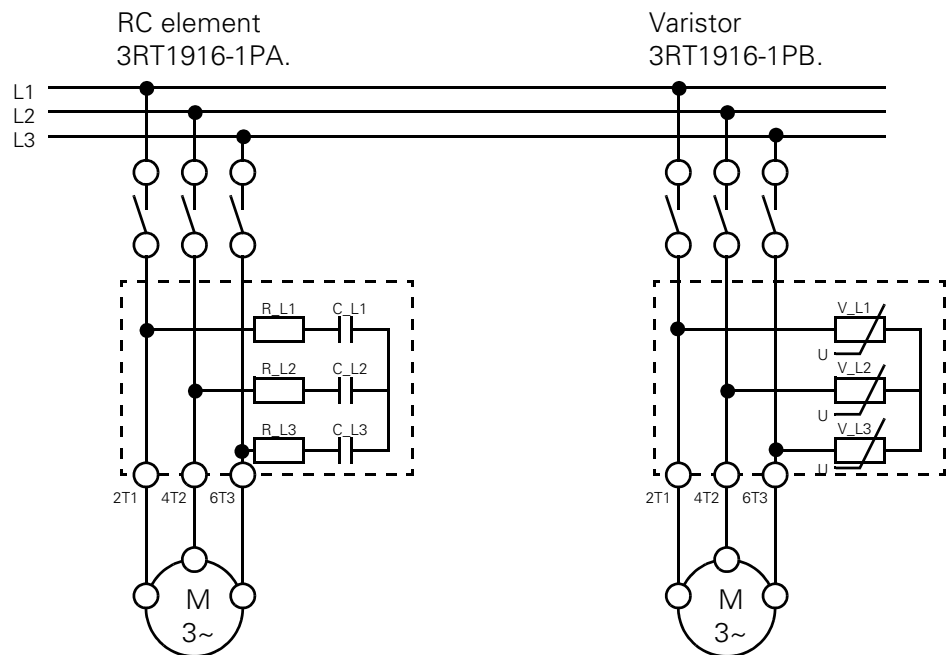 RC element
3RT1916-1PA.
Varistor
3RT1916-1PB.
L1
L2
L3
R_L1 C_L1
R_L2 C_L2
R_L3 C_L3
2T1 4T2 6T3
M
3~
V_L1
U
V_L2
U
V_L3
U
2T1 4T2 6T3
M
3~